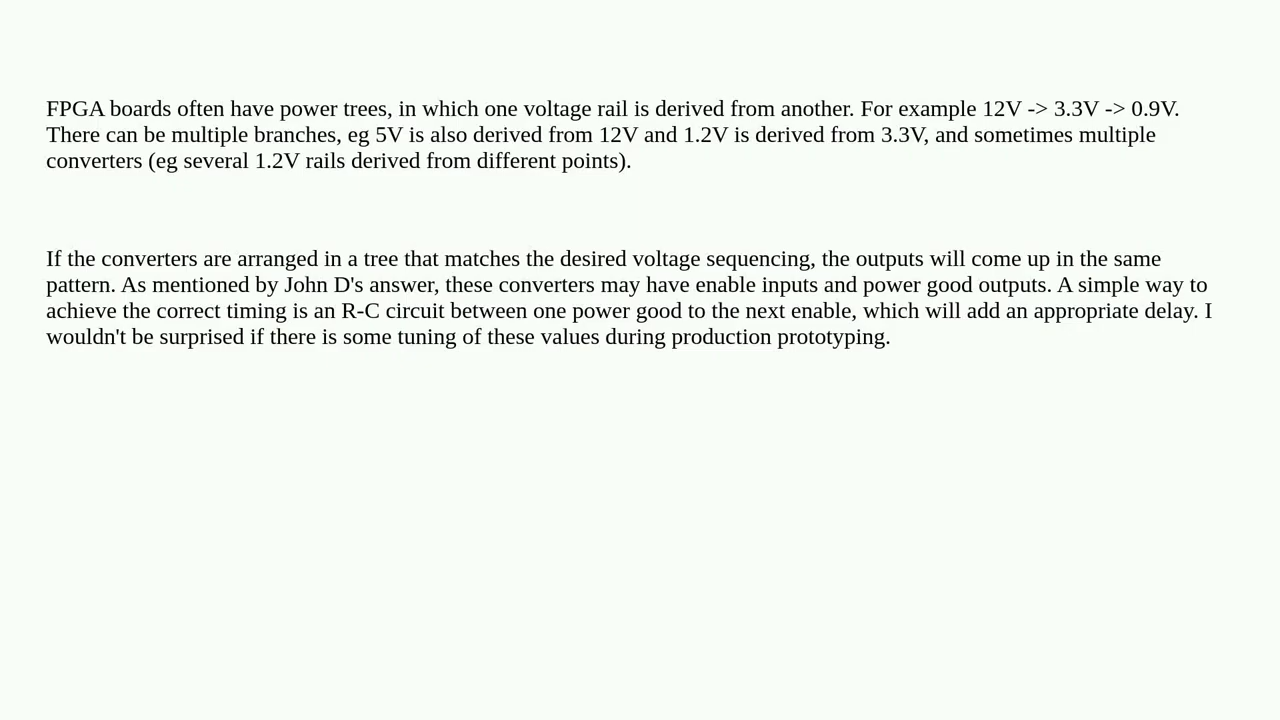 FPGA boards often have power trees, in which one voltage rail is derived from another. For example 12V -> 3.3V -> 0.9V.
There can be multiple branches, eg 5V is also derived from 12V and 1.2V is derived from 3.3V, and sometimes multiple
converters (eg several 1.2V rails derived from different points).
If the converters are arranged in a tree that matches the desired voltage sequencing, the outputs will come up in the same
pattern. As mentioned by John D's answer, these converters may have enable inputs and power good outputs. A simple way to
achieve the correct timing is an R-C circuit between one power good to the next enable, which will add an appropriate delay. I
wouldn't be surprised if there is some tuning of these values during production prototyping.